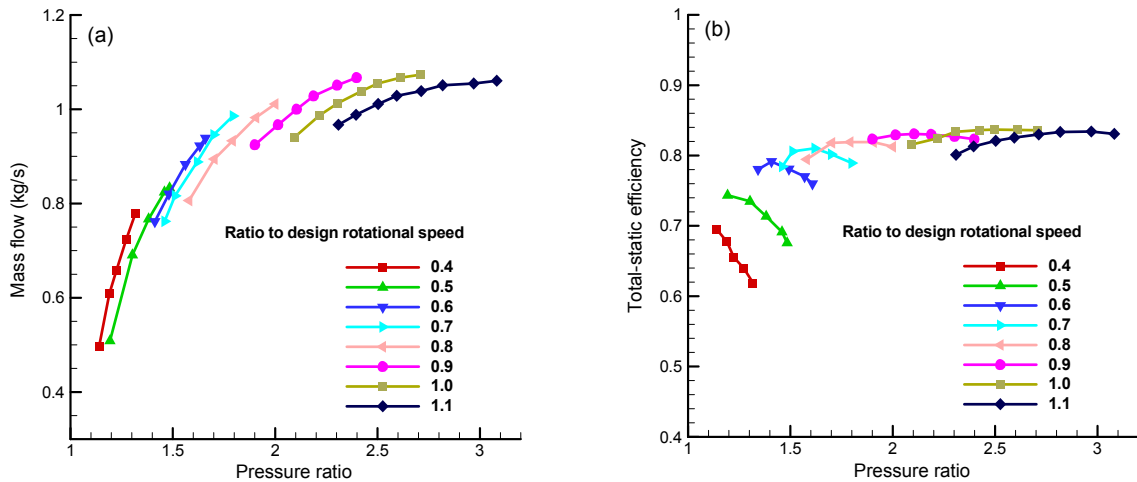 (a)
Mass flow (kg/s)
1.2
1
0.8
0.6
0.4
Ratio to design rotational speed
0.4
0.5
0.6
0.7
0.8
0.9
1.0
1.1
1 1.5 2 2.5 3
Pressure ratio
(b)
Total-static efficiency
1
0.9
0.8
0.7
0.6
0.5
0.4
Ratio to design rotational speed
0.4
0.5
0.6
0.7
0.8
0.9
1.0
1.1
1 1.5 2 2.5 3
Pressure ratio